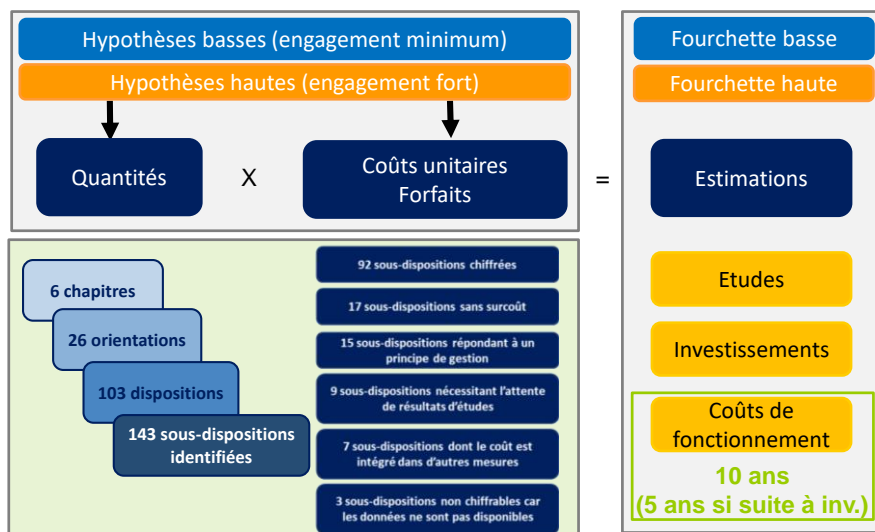 Hypothèses basses (engagement minimum)
Hypothèses hautes (engagement fort)
Quantités
X
Coûts unitaires
Forfaits
=
Fourchette basse
Fourchette haute
Estimations
Etudes
Investissements
Coûts de
fonctionnement
10 ans
(5 ans si suite à inv.)
6 chapitres
26 orientations
103 dispositions
143 sous-dispositions
identifiées
92 sous-dispositions chiffrées
17 sous-dispositions sans surcoût
15 sous-dispositions répondant à un
principe de gestion
9 sous-dispositions nécessitant l'attente
de résultats d'études
7 sous-dispositions dont le coût est
intégré dans d'autres mesures
3 sous-dispositions non chiffrables car
les données ne sont pas disponibles